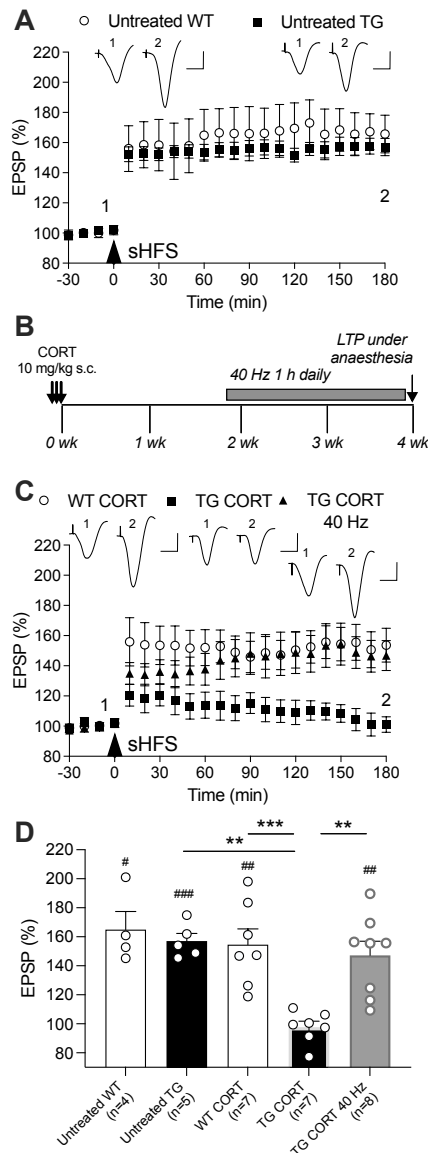 A
○ Untreated WT ■ Untreated TG
1
2
1
2
220
200
180
160
140
120
100
80
EPSP (%)
1
2
sHFS
-30 0 30 60 90 120 150 180
Time (min)
B
CORT
10 mg/kg s.c.
LTP under
anaesthesia
40 Hz 1 h daily
0 wk 1 wk 2 wk 3 wk 4 wk
C
○ WT CORT ■ TG CORT ▲ TG CORT
40 Hz
1
2
1
2
1
2
220
200
180
160
140
120
100
80
EPSP (%)
1
2
sHFS
-30 0 30 60 90 120 150 180
Time (min)
D
***
** **
# ### ## ##
220
200
180
160
140
120
100
80
EPSP (%)
Untreated WT
(n=4)
Untreated TG
(n=5)
WT CORT
(n=7)
TG CORT
(n=7)
TG CORT 40 Hz
(n=8)